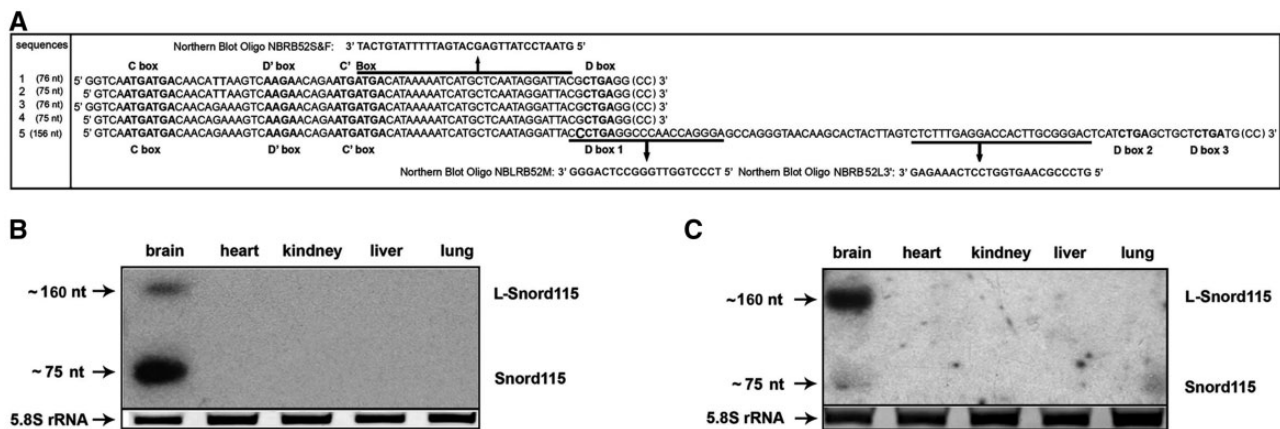 A
sequences
Northern Blot Oligo NBRB52S&F: 3' TACTGTATTTTTAGTACGAGTTATCCTAATG 5'
C box D' box C' Box D box
1 (76 nt) 5' GGTCAATGATGACAACATTAAGTCAAGAACAGAATGATGACATAAAAATCATGCTCAATAGGATTACGCTGAGG(CC) 3'
2 (75 nt) 5' GGTCAATGATGACAACATTAAGTCAAGAACAGAATGATGACATAAAAATCATGCTCAATAGGATTACGCTGAGG(CC) 3'
3 (76 nt) 5' GGTCAATGATGACAACAGAAAGTCAAGAACAGAATGATGACATAAAAATCATGCTCAATAGGATTACGCTGAGG(CC) 3'
4 (75 nt) 5' GGTCAATGATGACAACAGAAAGTCAAGAACAGAATGATGACATAAAAATCATGCTCAATAGGATTACGCTGAGG(CC) 3'
5 (156 nt) 5' GGTCAATGATGACAACAGAAAGTCAAGAACAGAATGATGACATAAAAATCATGCTCAATAGGATTACCCTGAGGCCCAACCAGGGAGCCAGGGTAACAAGCACTACTTAGTCTCTTTGAGGACCACTTGCGGGACTCATCTGAGCTGCTCTGATG(CC) 3'
C box D' box C' box D box 1 D box 2 D box 3
Northern Blot Oligo NBLRB52M: 3' GGGACTCCGGGTTGGTCCCT 5' Northern Blot Oligo NBRB52L3': 3' GAGAAACTCCTGGTGAACGCCCTG 5'
B
brain heart kindney liver lung
~160 nt L-Snord115
~75 nt Snord115
5.8S rRNA
C
brain heart kindney liver lung
~160 nt L-Snord115
~75 nt Snord115
5.8S rRNA